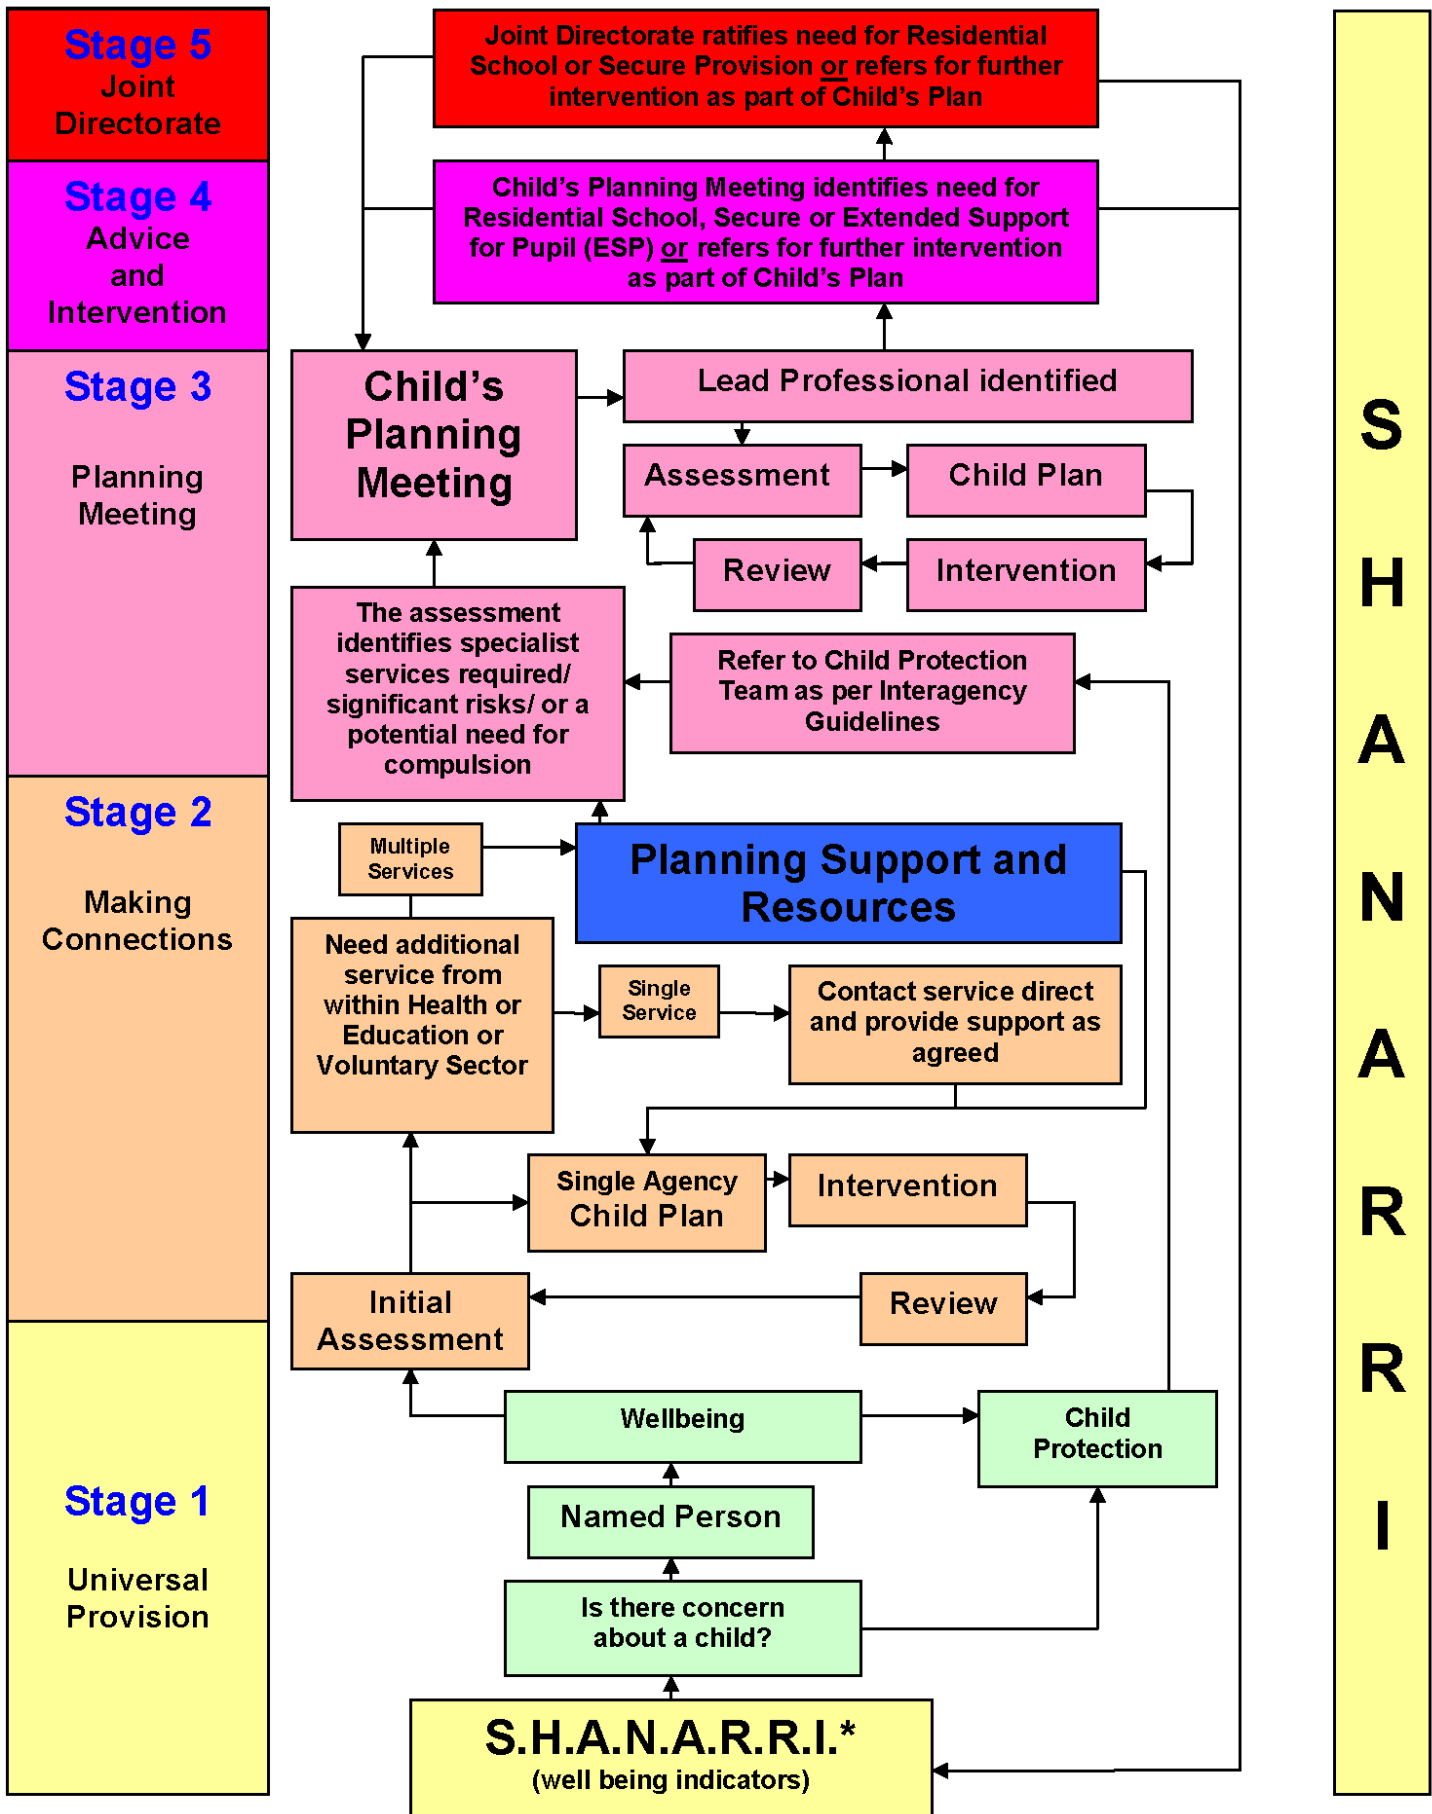 Stage 5
Joint
Directorate
Stage 4
Advice
and
Intervention
Stage 3
Planning
Meeting
Stage 2
Making
Connections
Stage 1
Universal
Provision
Joint Directorate ratifies need for Residential
School or Secure Provision or refers for further
intervention as part of Child's Plan
Child's Planning Meeting identifies need for
Residential School, Secure or Extended Support
for Pupil (ESP) or refers for further intervention
as part of Child's Plan
Child's
Planning
Meeting
Lead Professional identified
Assessment
Child Plan
Review
Intervention
The assessment
identifies specialist
services required/
significant risks/ or a
potential need for
compulsion
Refer to Child Protection
Team as per Interagency
Guidelines
Multiple
Services
Planning Support and
Resources
Need additional
service from
within Health or
Education or
Voluntary Sector
Single
Service
Contact service direct
and provide support as
agreed
Single Agency
Child Plan
Intervention
Initial
Assessment
Review
Wellbeing
Child
Protection
Named Person
Is there concern
about a child?
S.H.A.N.A.R.R.I.*
(well being indicators)
S
H
A
N
A
R
R
I